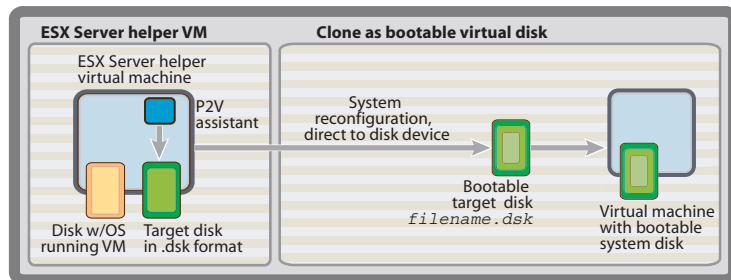 ESX Server helper VM
ESX Server helper
virtual machine
P2V
assistant
Disk w/OS
running VM
Target disk
in .dsk format
Clone as bootable virtual disk
System
reconfiguration,
direct to disk device
Bootable
target disk
filename.dsk
Virtual machine
with bootable
system disk